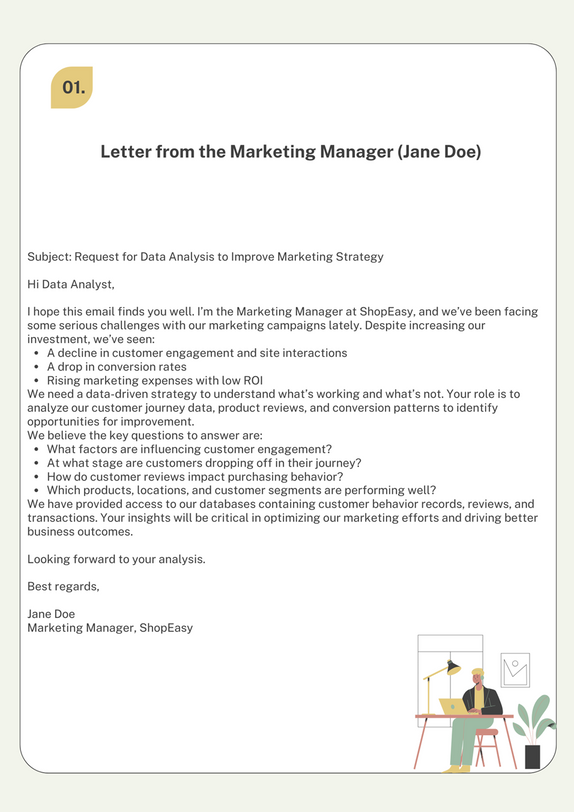 01.
Letter from the Marketing Manager (Jane Doe)
Subject: Request for Data Analysis to Improve Marketing Strategy
Hi Data Analyst,
I hope this email finds you well. I’m the Marketing Manager at ShopEasy, and we’ve been facing
some serious challenges with our marketing campaigns lately. Despite increasing our
investment, we’ve seen:
• A decline in customer engagement and site interactions
• A drop in conversion rates
• Rising marketing expenses with low ROI
We need a data-driven strategy to understand what’s working and what’s not. Your role is to
analyze our customer journey data, product reviews, and conversion patterns to identify
opportunities for improvement.
We believe the key questions to answer are:
• What factors are influencing customer engagement?
• At what stage are customers dropping off in their journey?
• How do customer reviews impact purchasing behavior?
• Which products, locations, and customer segments are performing well?
We have provided access to our databases containing customer behavior records, reviews, and
transactions. Your insights will be critical in optimizing our marketing efforts and driving better
business outcomes.
Looking forward to your analysis.
Best regards,
Jane Doe
Marketing Manager, ShopEasy